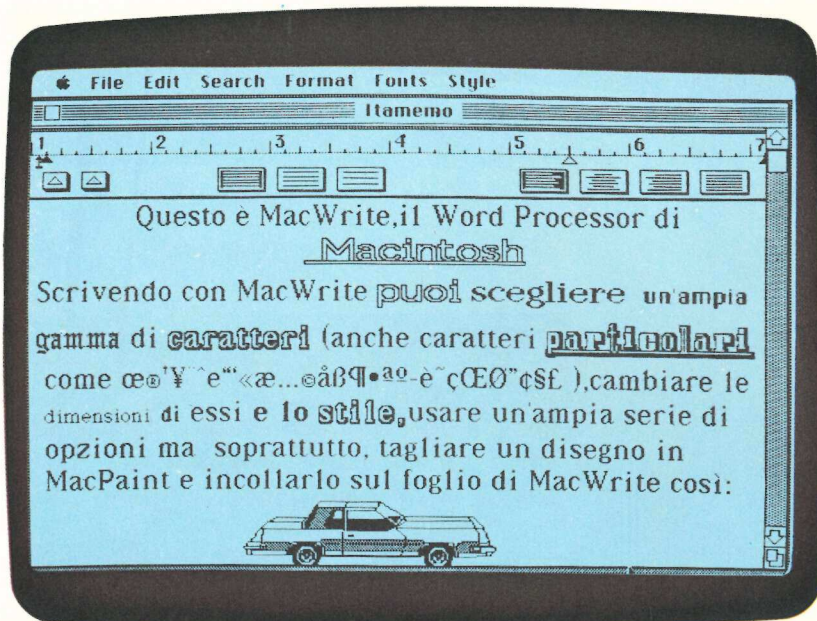 File Edit Search Format Fonts Style
Itamemo
1 2 3 4 5 6 7
Questo è MacWrite,il Word Processor di
Macintosh
Scrivendo con MacWrite puoi scegliere un'ampia
gamma di caratteri (anche caratteri particolari
come œ®'¥ ˆe“‘«æ...©åß¶•ªº-è˜çŒØ”¢§£ ),cambiare le
dimensioni di essi e lo stile,usare un'ampia serie di
opzioni ma soprattutto, tagliare un disegno in
MacPaint e incollarlo sul foglio di MacWrite così: